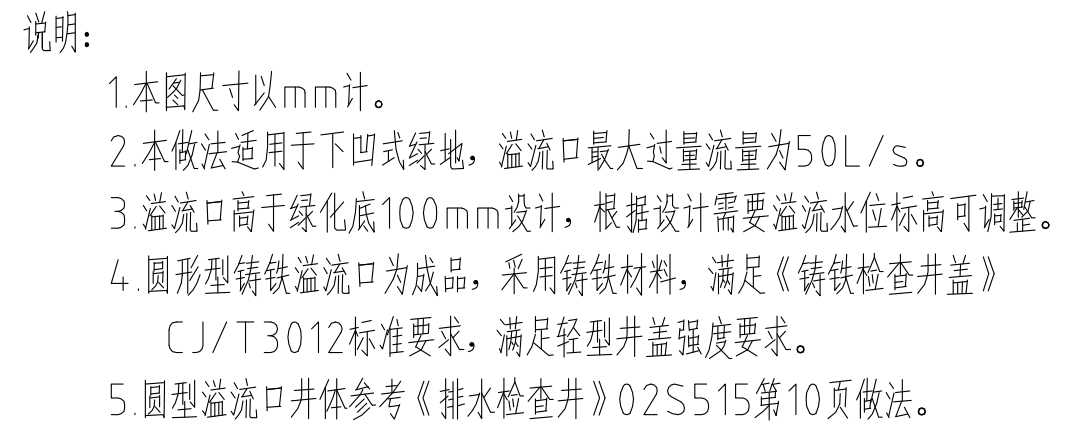 说明：
1.本图尺寸以mm计。
2.本做法适用于下凹式绿地，溢流口最大过量流量为50L/s。
3.溢流口高于绿化底100mm设计，根据设计需要溢流水位标高可调整。
4.圆形型铸铁溢流口为成品，采用铸铁材料，满足《铸铁检查井盖》
CJ/T3012标准要求，满足轻型井盖强度要求。
5.圆型溢流口井体参考《排水检查井》02S515第10页做法。